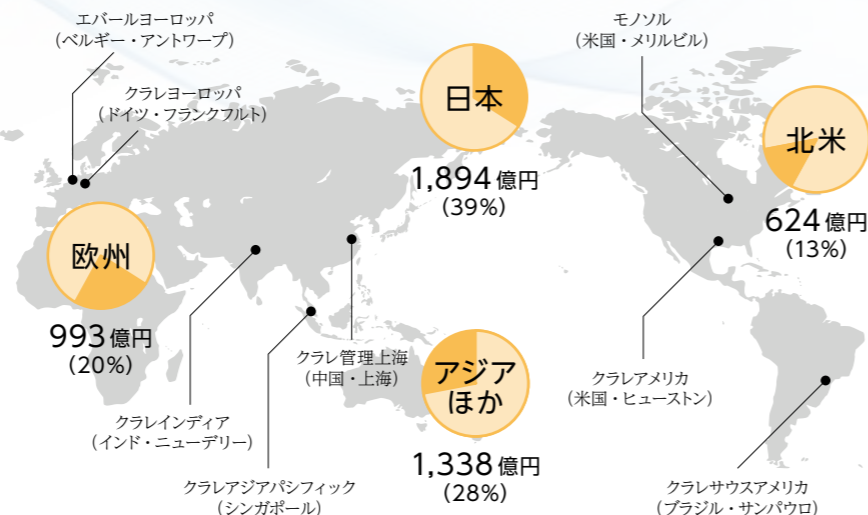 エバールヨーロッパ
(ベルギー・アントワープ)
クラレヨーロッパ
(ドイツ・フランクフルト)
日本
1,894億円
(39%)
モノソル
(米国・メリルビル)
北米
624億円
(13%)
欧州
993億円
(20%)
クラレインディア
(インド・ニューデリー)
クラレアジアパシフィック
(シンガポール)
クラレ管理上海
(中国・上海)
アジア
ほか
1,338億円
(28%)
クラレアメリカ
(米国・ヒューストン)
クラレサウスアメリカ
(ブラジル・サンパウロ)